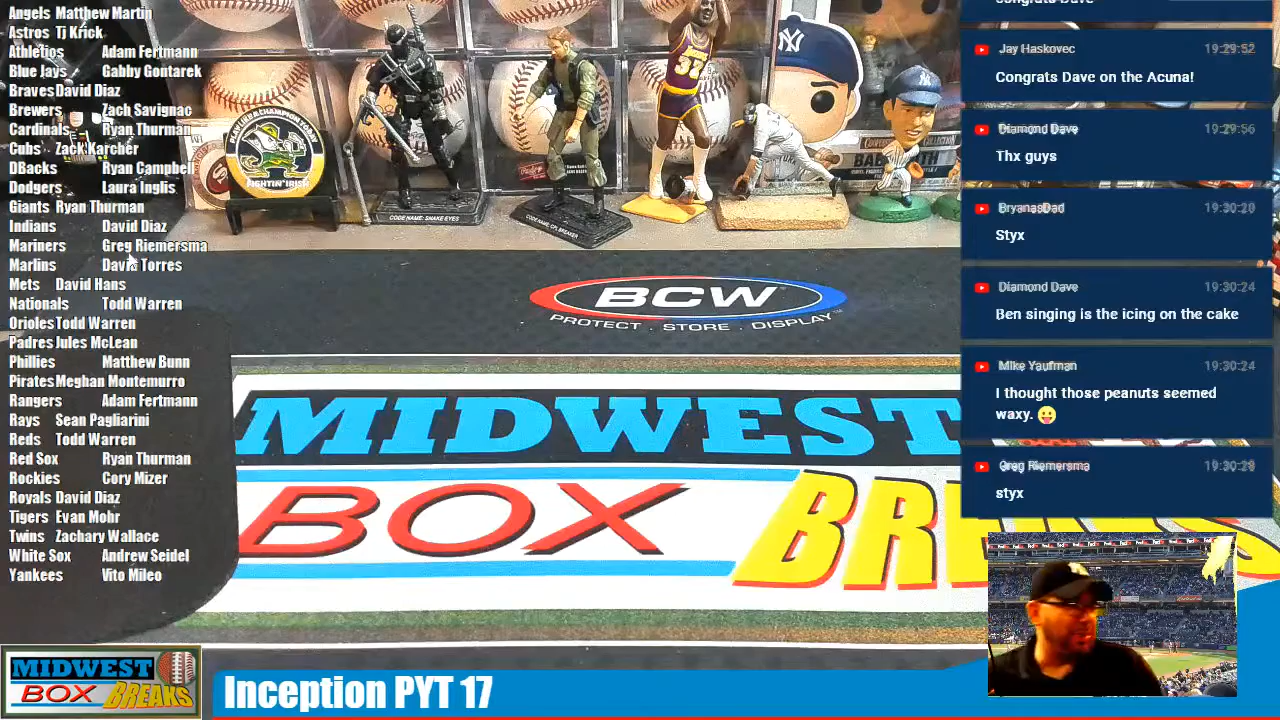 Angels Matthew Martin
Astros Tj Krick
Athletics Adam Fertmann
Blue Jays Gabby Gontarek
Braves David Diaz
Brewers Zach Savignac
Cardinals Ryan Thurman
Cubs Zack Karcher
DBacks Ryan Campbell
Dodgers Laura Inglis
Giants Ryan Thurman
Indians David Diaz
Mariners Greg Riemersma
Marlins David Torres
Mets David Hans
Nationals Todd Warren
Orioles Todd Warren
Padres Jules McLean
Phillies Matthew Bunn
Pirates Meghan Montemurro
Rangers Adam Fertmann
Rays Sean Pagliarini
Reds Todd Warren
Red Sox Ryan Thurman
Rockies Cory Mizer
Royals David Diaz
Tigers Evan Mohr
Twins Zachary Wallace
White Sox Andrew Seidel
Yankees Vito Mileo
FIGHTIN' IRISH
CODE NAME: SNAKE EYES
32
BCW
PROTECT . STORE . DISPLAY
MIDWEST
BOX BRE
Congrats Dave
Jay Haskovec 19:29:52
Congrats Dave on the Acuna!
Diamond Dave 19:29:56
Thx guys
BryanasDad 19:30:20
Styx
Diamond Dave 19:30:24
Ben singing is the icing on the cake
Mike Yaufman 19:30:24
I thought those peanuts seemed
waxy. 😛
Greg Riemersma 19:30:28
styx
MIDWEST
BOX BREAKS
Inception PYT 17